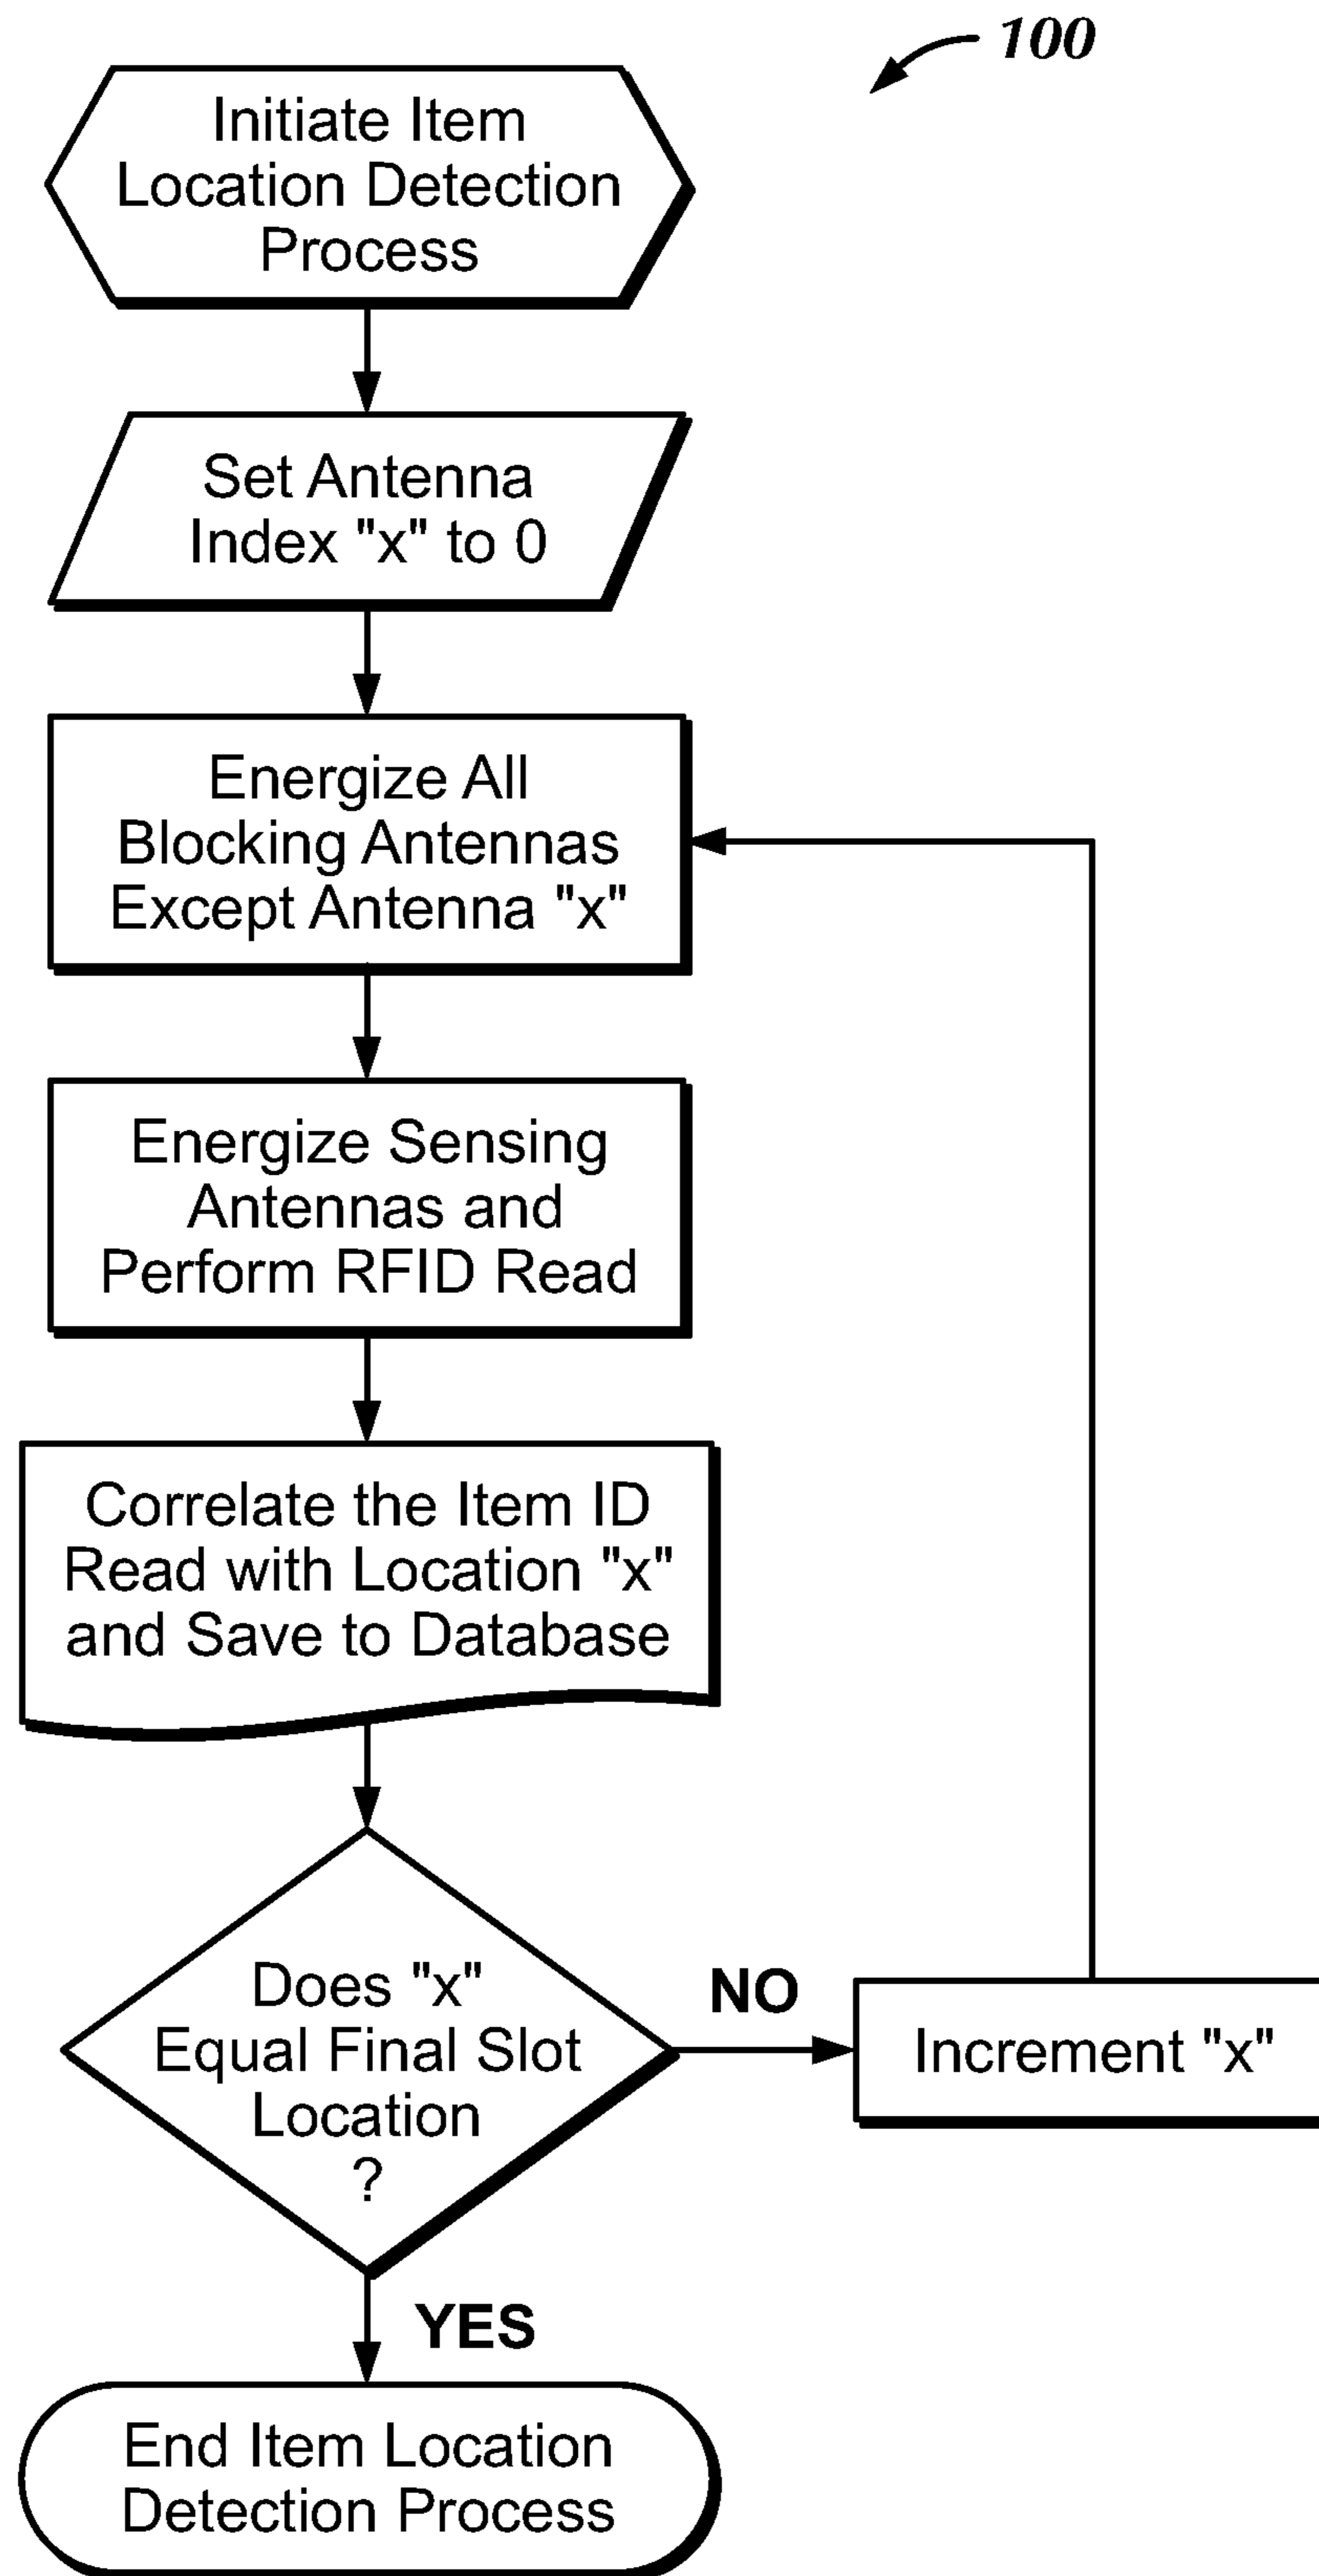 100
Initiate Item
Location Detection
Process
Set Antenna
Index "x" to 0
Energize All
Blocking Antennas
Except Antenna "x"
Energize Sensing
Antennas and
Perform RFID Read
Correlate the Item ID
Read with Location "x"
and Save to Database
Does "x"
Equal Final Slot
Location
?
NO
Increment "x"
YES
End Item Location
Detection Process